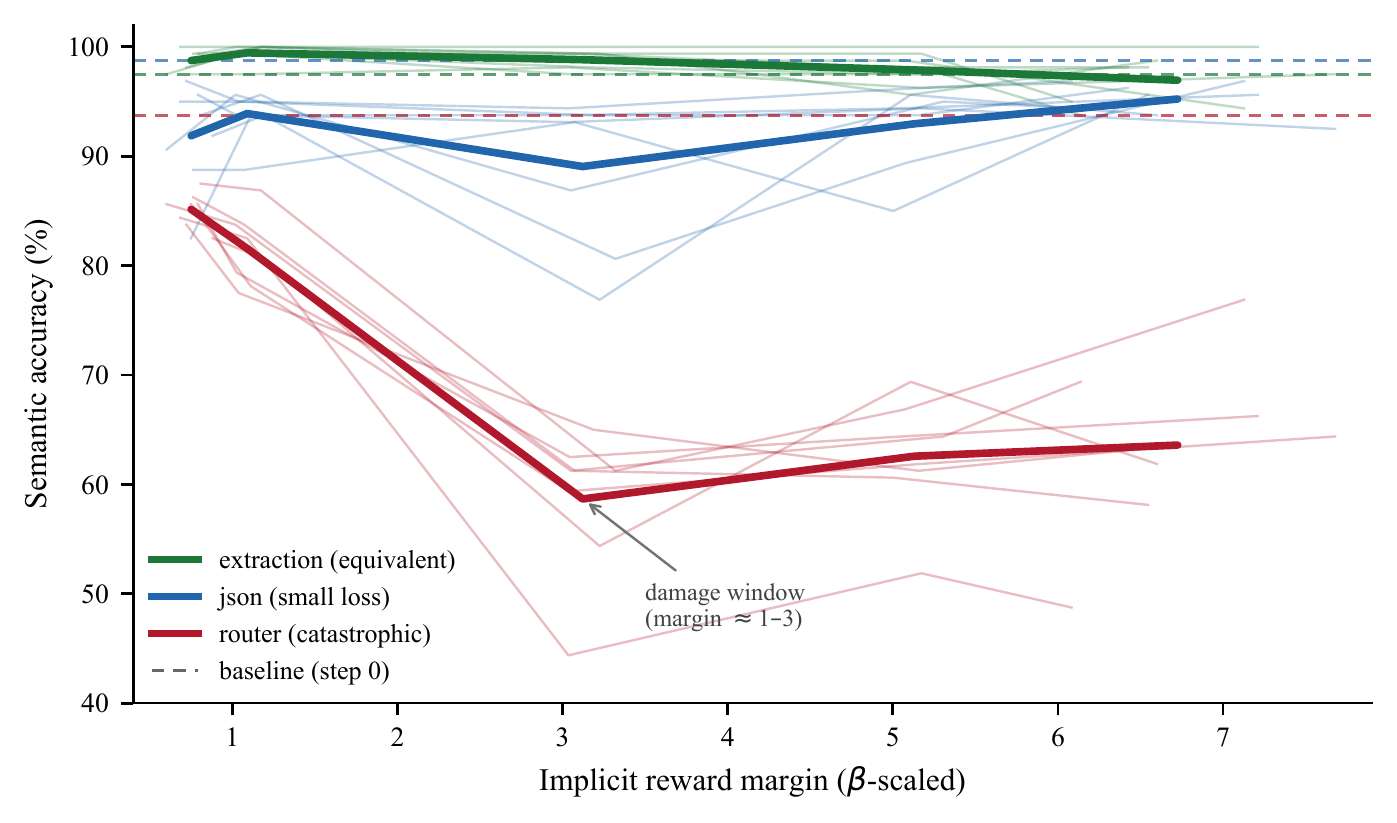 100
90
80
70
60
50
40
Semantic accuracy (%)
extraction (equivalent)
json (small loss)
router (catastrophic)
baseline (step 0)
damage window
(margin ≈ 1–3)
1 2 3 4 5 6 7
Implicit reward margin (β-scaled)